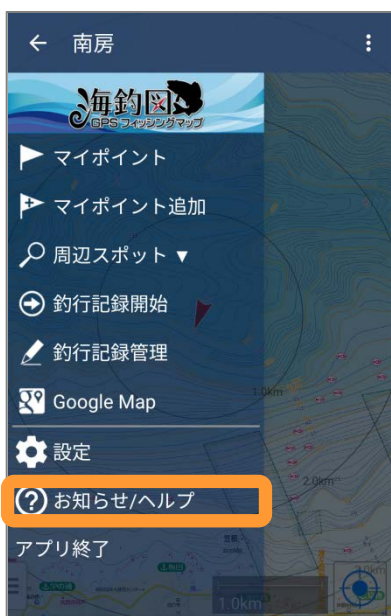 南房
海釣図
GPSフィッシングマップ
マイポイント
マイポイント追加
周辺スポット ▼
釣行記録開始
1.0km
釣行記録管理
Google Map
設定
2.0km
お知らせ/ヘルプ
アプリ終了
1.0km